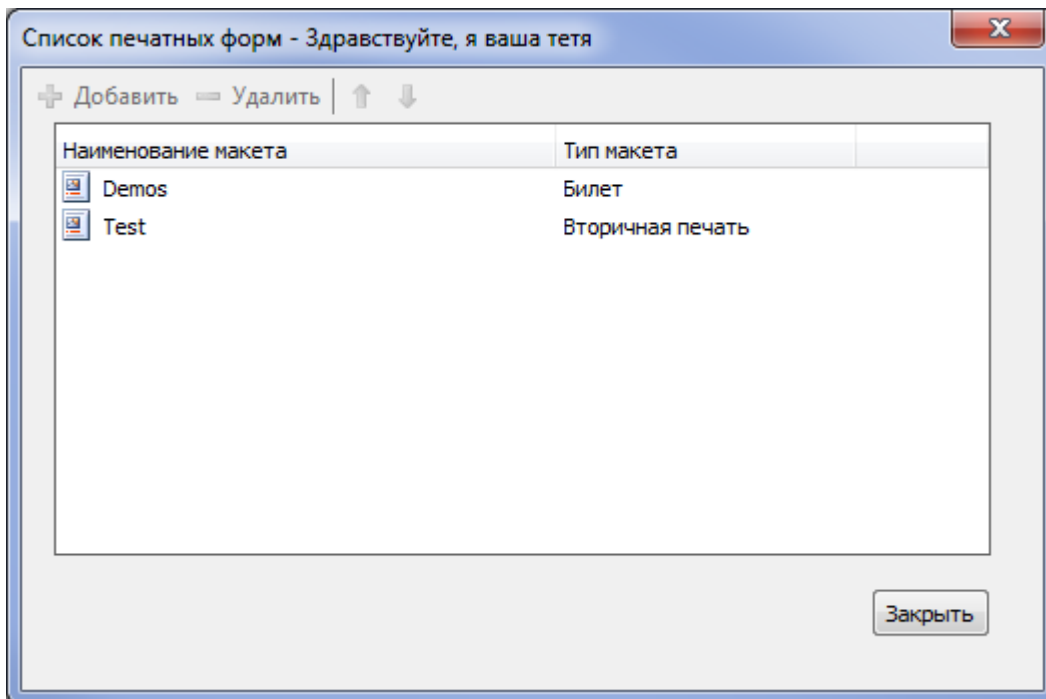 Список печатных форм - Здравствуйте, я ваша тетя
Добавить Удалить
Наименование макета Тип макета
Demos Билет
Test Вторичная печать
Закрыть